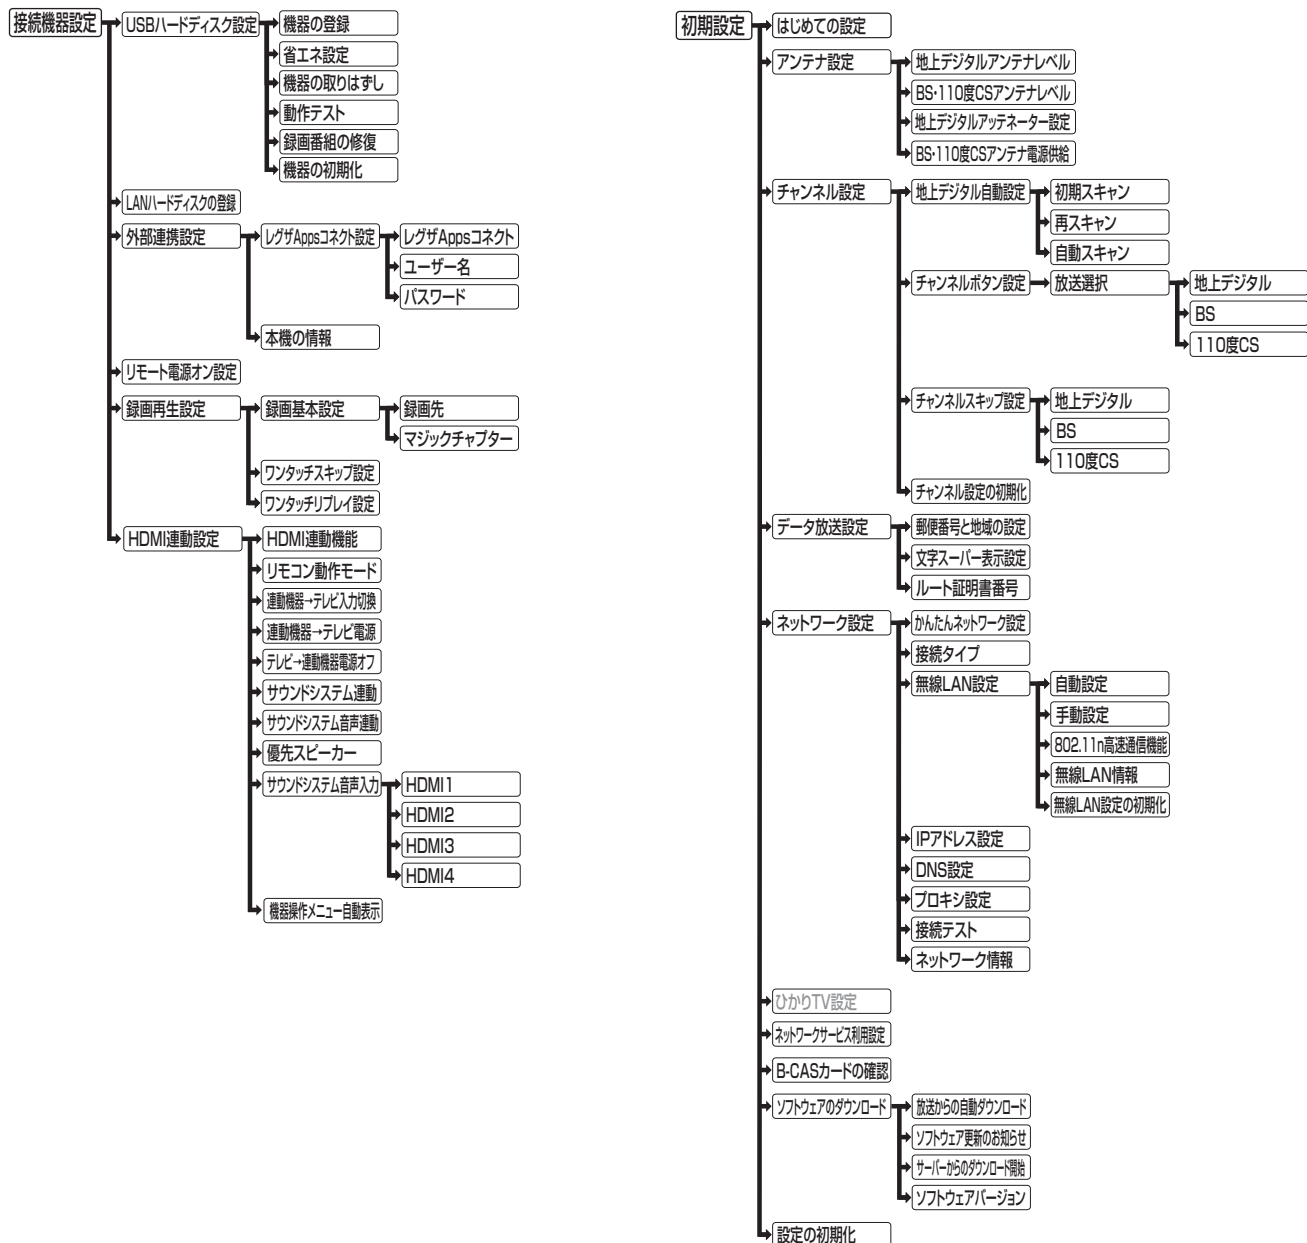 接続機器設定
USBハードディスク設定
機器の登録
省エネ設定
機器の取りはずし
動作テスト
録画番組の修復
機器の初期化
LANハードディスクの登録
外部連携設定
レグザAppsコネクト設定
レグザAppsコネクト
ユーザー名
パスワード
本機の情報
リモート電源オン設定
録画再生設定
録画基本設定
録画先
マジックチャプター
ワンタッチスキップ設定
ワンタッチリプレイ設定
HDMI連動設定
HDMI連動機能
リモコン動作モード
連動機器→テレビ入力切換
連動機器→テレビ電源
テレビ→連動機器電源オフ
サウンドシステム連動
サウンドシステム音声連動
優先スピーカー
サウンドシステム音声入力
HDMI1
HDMI2
HDMI3
HDMI4
機器操作メニュー自動表示
初期設定
はじめての設定
アンテナ設定
地上デジタルアンテナレベル
BS・110度CSアンテナレベル
地上デジタルアッテネーター設定
BS・110度CSアンテナ電源供給
チャンネル設定
地上デジタル自動設定
初期スキャン
再スキャン
自動スキャン
チャンネルボタン設定
放送選択
地上デジタル
BS
110度CS
チャンネルスキップ設定
地上デジタル
BS
110度CS
チャンネル設定の初期化
データ放送設定
郵便番号と地域の設定
文字スーパー表示設定
ルート証明書番号
ネットワーク設定
かんたんネットワーク設定
接続タイプ
無線LAN設定
自動設定
手動設定
802.11n高速通信機能
無線LAN情報
無線LAN設定の初期化
IPアドレス設定
DNS設定
プロキシ設定
接続テスト
ネットワーク情報
ひかりTV設定
ネットワークサービス利用設定
B-CASカードの確認
ソフトウェアのダウンロード
放送からの自動ダウンロード
ソフトウェア更新のお知らせ
サーバーからのダウンロード開始
ソフトウェアバージョン
設定の初期化